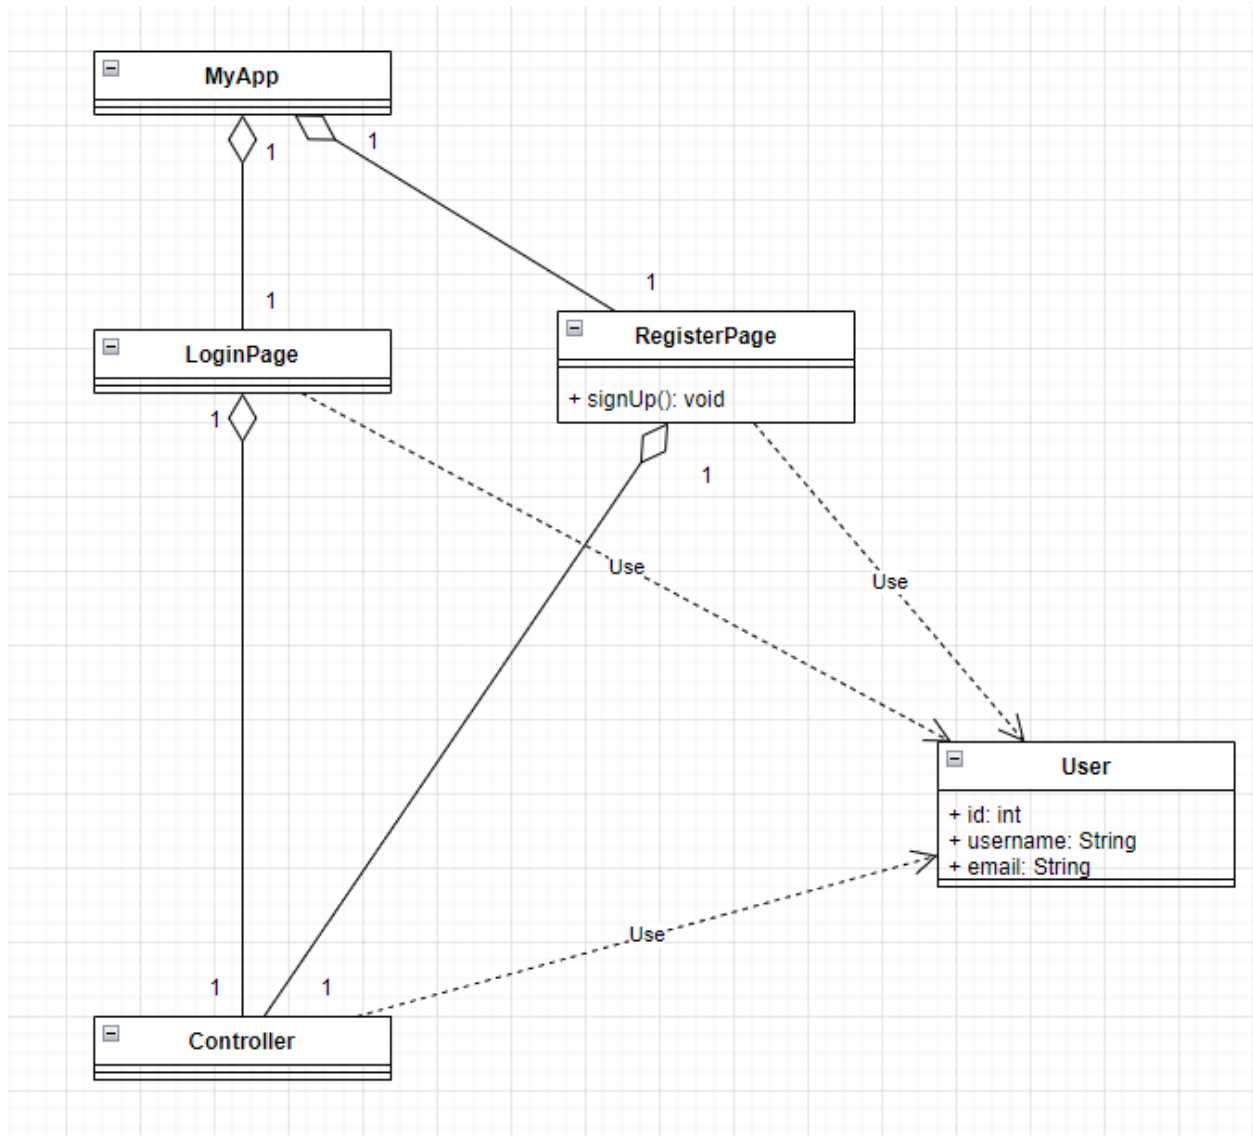 MyApp
1
1
1
1
LoginPage
RegisterPage
+ signUp(): void
1
1
Use
Use
User
+ id: int
+ username: String
+ email: String
Use
1
1
Controller